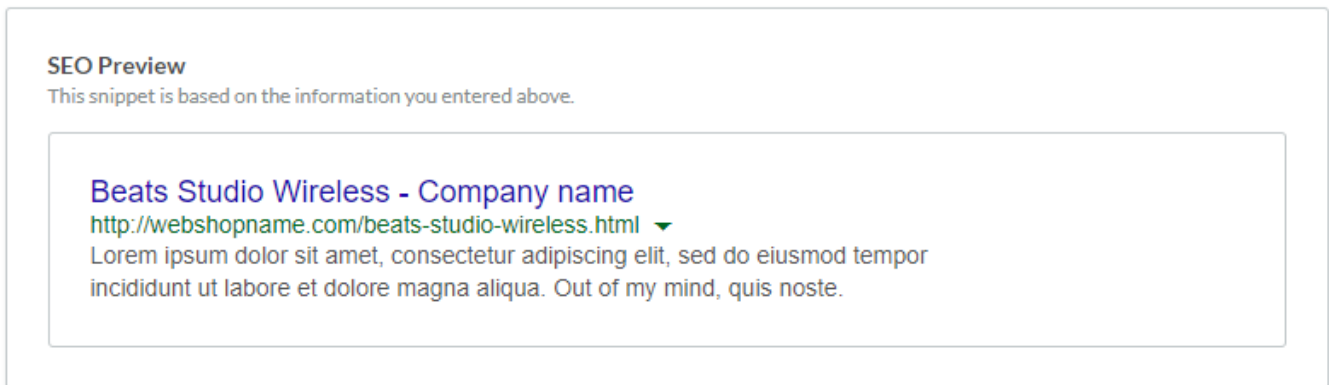 SEO Preview
This snippet is based on the information you entered above.
Beats Studio Wireless - Company name
http://webshopname.com/beats-studio-wireless.html
Lorem ipsum dolor sit amet, consectetur adipiscing elit, sed do eiusmod tempor
incididunt ut labore et dolore magna aliqua. Out of my mind, quis noste.